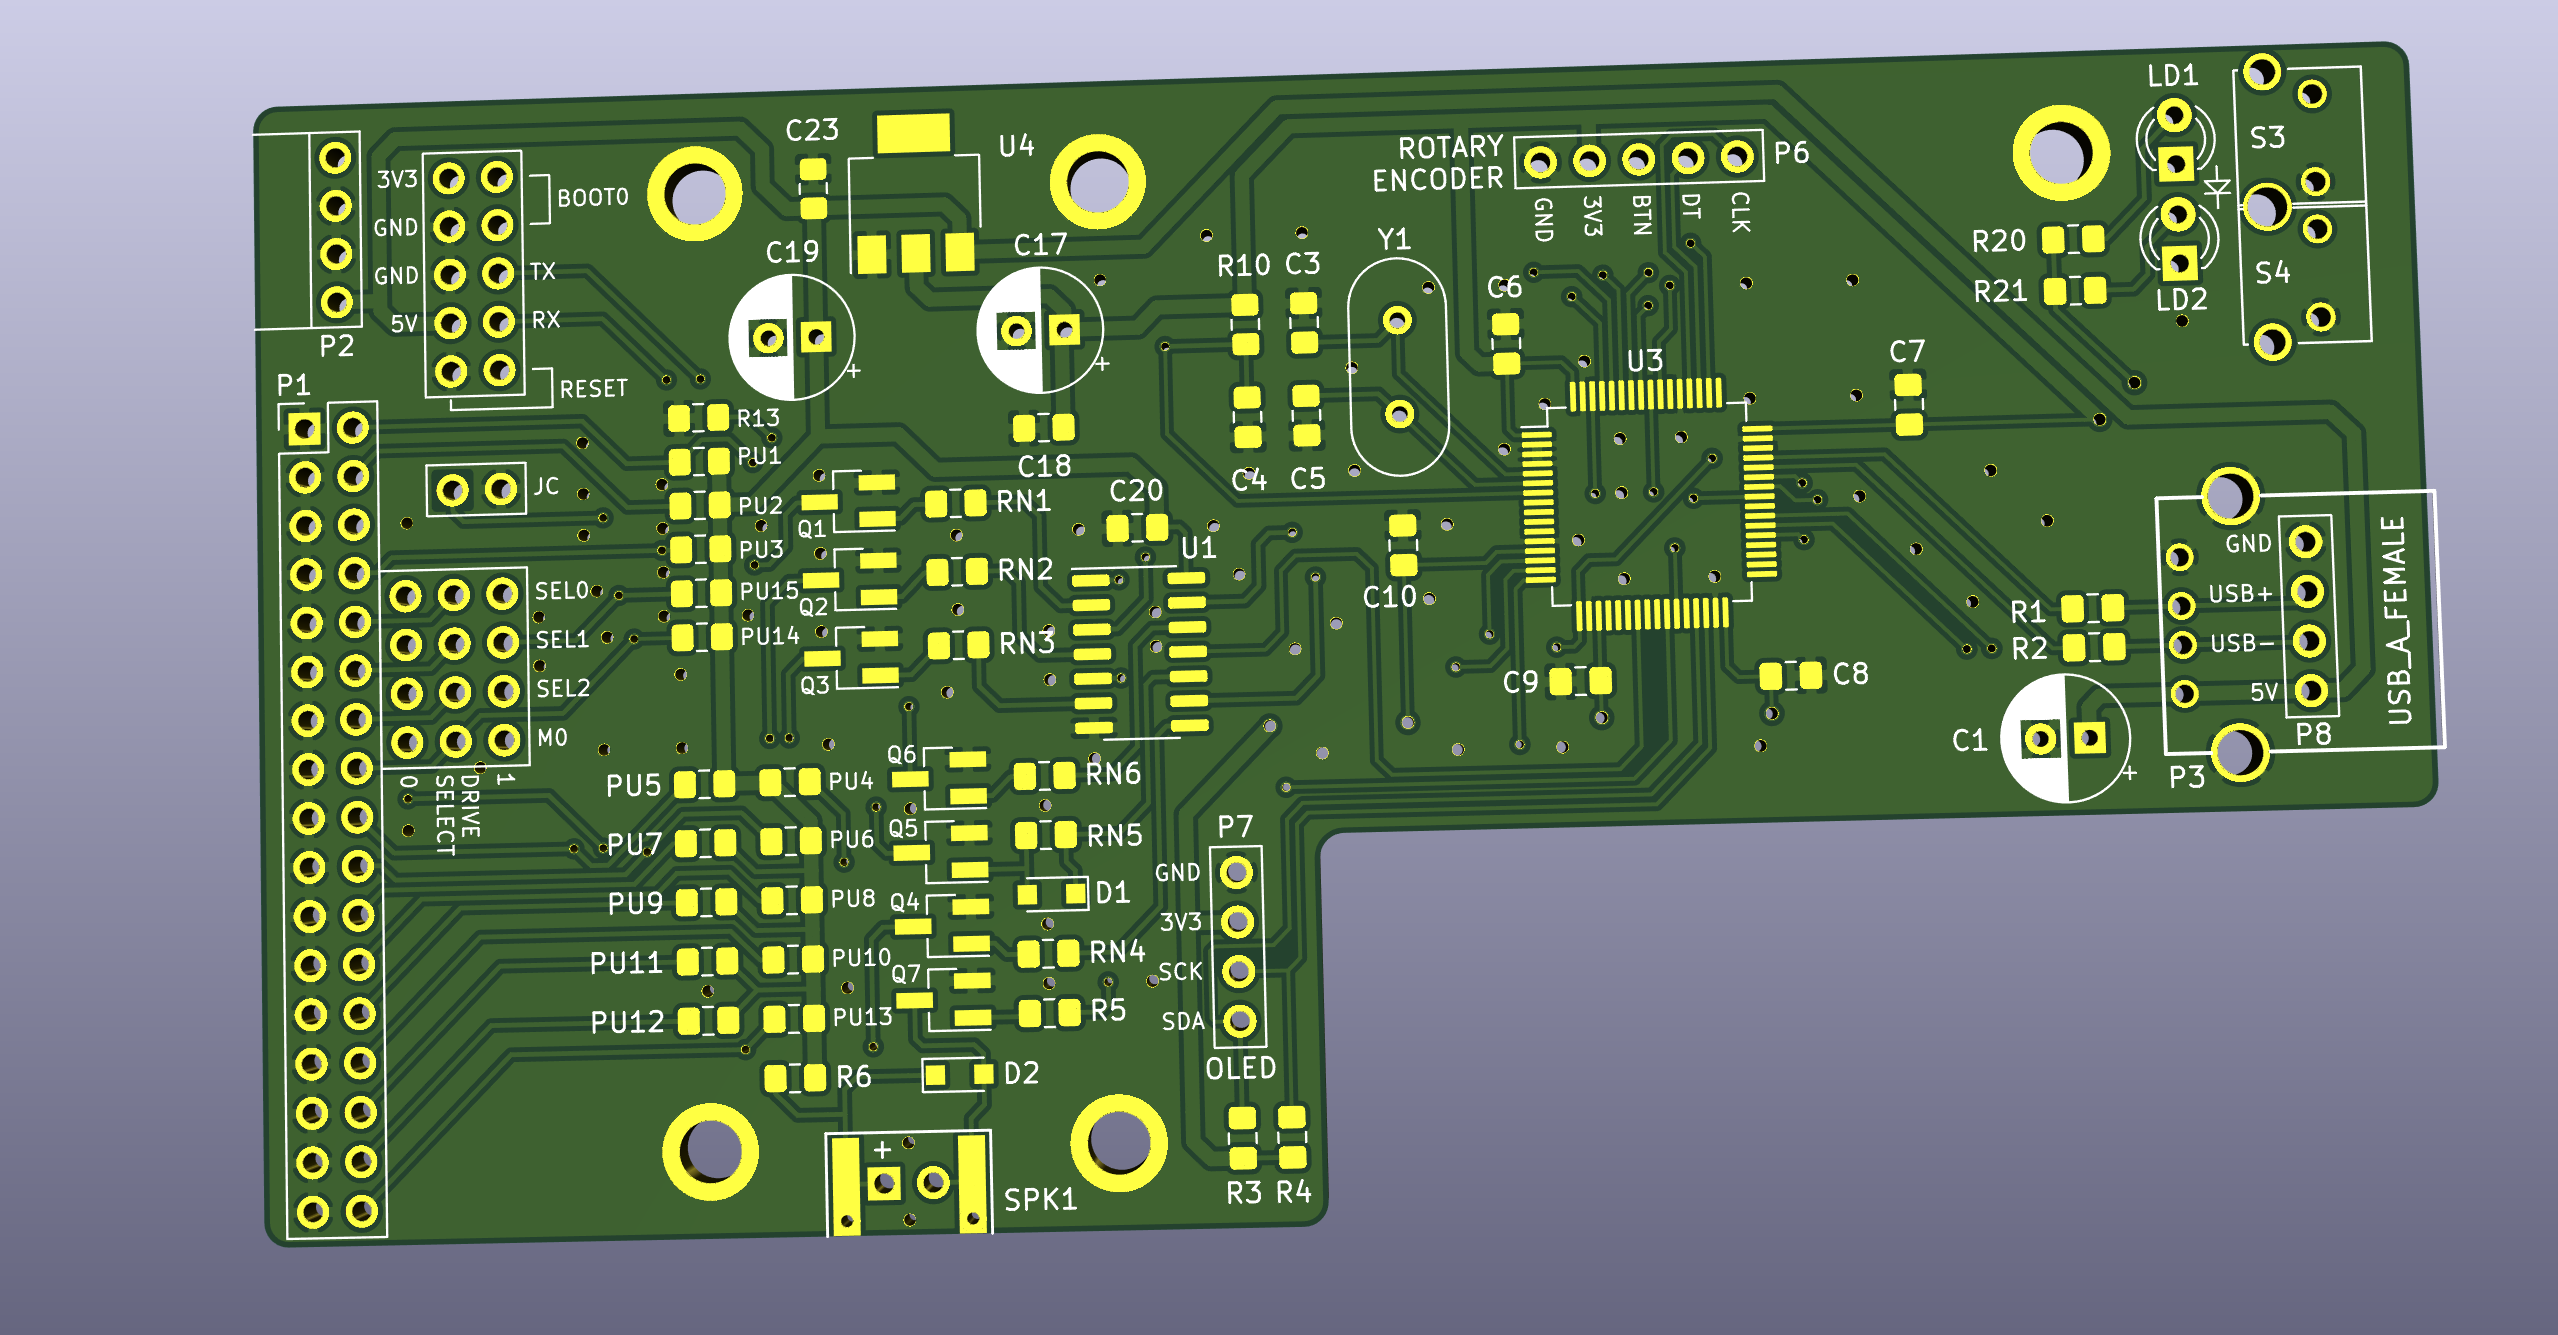 LD1
C23
U4
S3
ROTARY
ENCODER
P6
3V3
BOOT0
GND
3V3
BTN
DT
CLK
GND
C19
C17
Y1
R20
TX
GND
R10
C3
S4
C6
R21
LD2
5V
RX
P2
U3
C7
P1
RESET
+
+
R13
PU1
C18
C4
C5
JC
C20
PU2
Q1
RN1
PU3
U1
GND
SEL0
PU15
Q2
RN2
C10
USB+
R1
USB_A_FEMALE
SEL1
PU14
RN3
R2
USB-
SEL2
Q3
C9
C8
5V
M0
C1
P8
Q6
RN6
+
P3
0
DRIVE
SELECT
1
PU5
PU4
Q5
P7
PU7
PU6
RN5
GND
PU9
PU8
Q4
D1
3V3
PU11
PU10
Q7
RN4
SCK
PU12
PU13
R5
SDA
R6
D2
OLED
+
SPK1
R3
R4